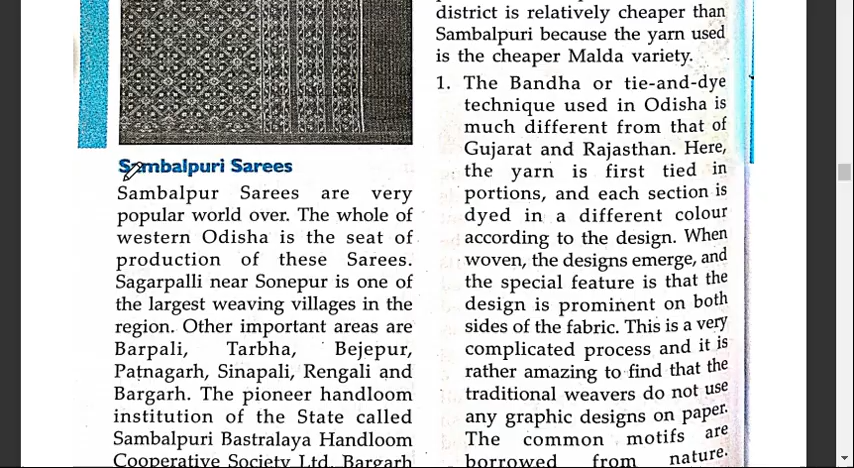 Sambalpuri Sarees
Sambalpur Sarees are very
popular world over. The whole of
western Odisha is the seat of
production of these Sarees.
Sagarpalli near Sonepur is one of
the largest weaving villages in the
region. Other important areas are
Barpali, Tarbha, Bejepur,
Patnagarh, Sinapali, Rengali and
Bargarh. The pioneer handloom
institution of the State called
Sambalpuri Bastralaya Handloom
Cooperative Society Ltd. Bargarh
district is relatively cheaper than
Sambalpuri because the yarn used
is the cheaper Malda variety.
1. The Bandha or tie-and-dye
technique used in Odisha is
much different from that of
Gujarat and Rajasthan. Here,
the yarn is first tied in
portions, and each section is
dyed in a different colour
according to the design. When
woven, the designs emerge, and
the special feature is that the
design is prominent on both
sides of the fabric. This is a very
complicated process and it is
rather amazing to find that the
traditional weavers do not use
any graphic designs on paper.
The common motifs are
borrowed from nature.